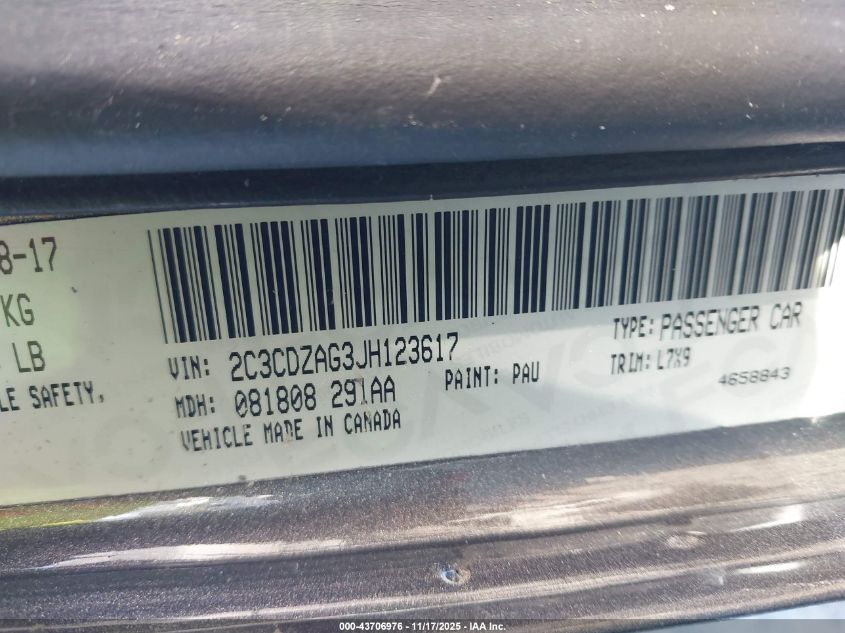 8-17
KG
LB
LE SAFETY,
VIN: 2C3CDZAG3JH123617
MDH: 081808 291AA
PAINT: PAU
VEHICLE MADE IN CANADA
TYPE: PASSENGER CAR
TRIM: L7X9
4658843
000-43706976 - 11/17/2025 - IAA Inc.